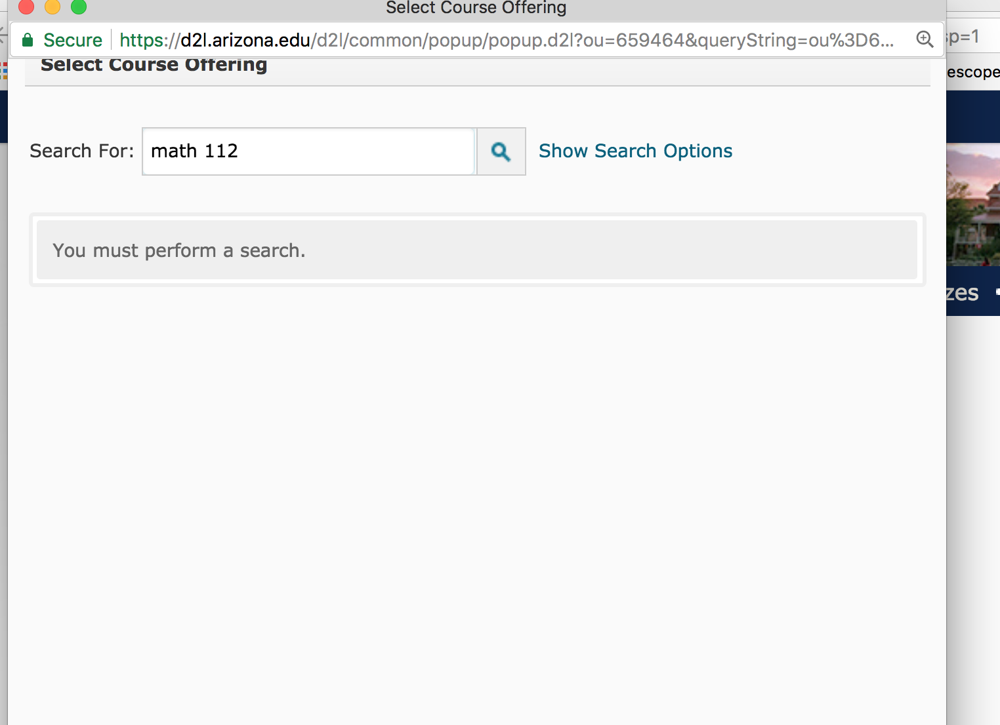 Select Course Offering
Secure https://d2l.arizona.edu/d2l/common/popup/popup.d2l?ou=659464&queryString=ou%3D6...
sp=1
Select Course Offering
escope
Search For: math 112 Show Search Options
You must perform a search.
zes